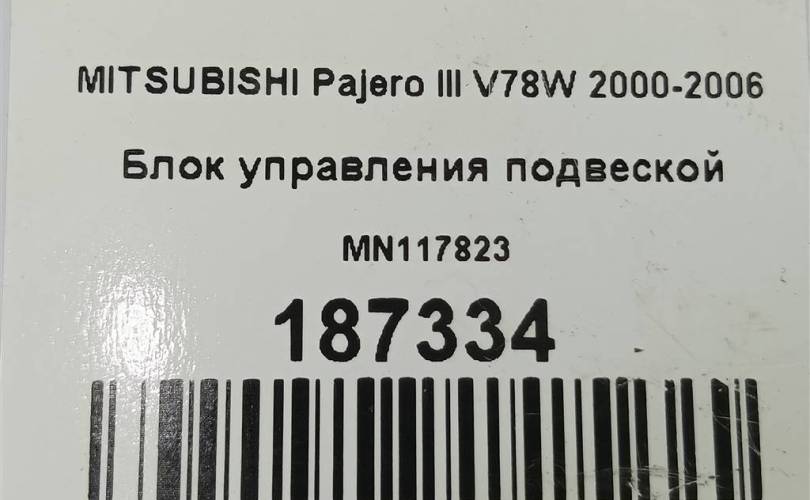 MITSUBISHI Pajero III V78W 2000-2006
Блок управления подвеской
MN117823
187334